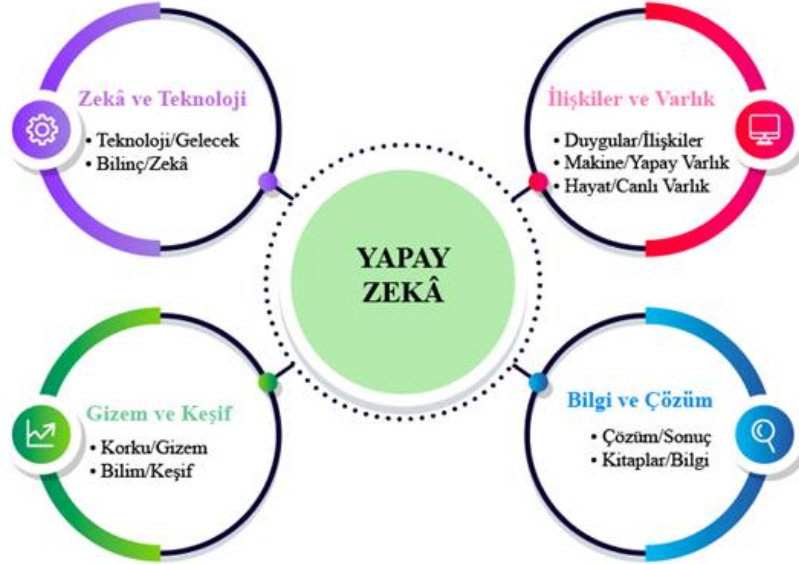 Zekâ ve Teknoloji
• Teknoloji/Gelecek
• Bilinç/Zekâ
İlişkiler ve Varlık
• Duygular/İlişkiler
• Makine/Yapay Varlık
• Hayat/Canlı Varlık
YAPAY
ZEKÂ
Gizem ve Keşif
• Korku/Gizem
• Bilim/Keşif
Bilgi ve Çözüm
• Çözüm/Sonuç
• Kitaplar/Bilgi